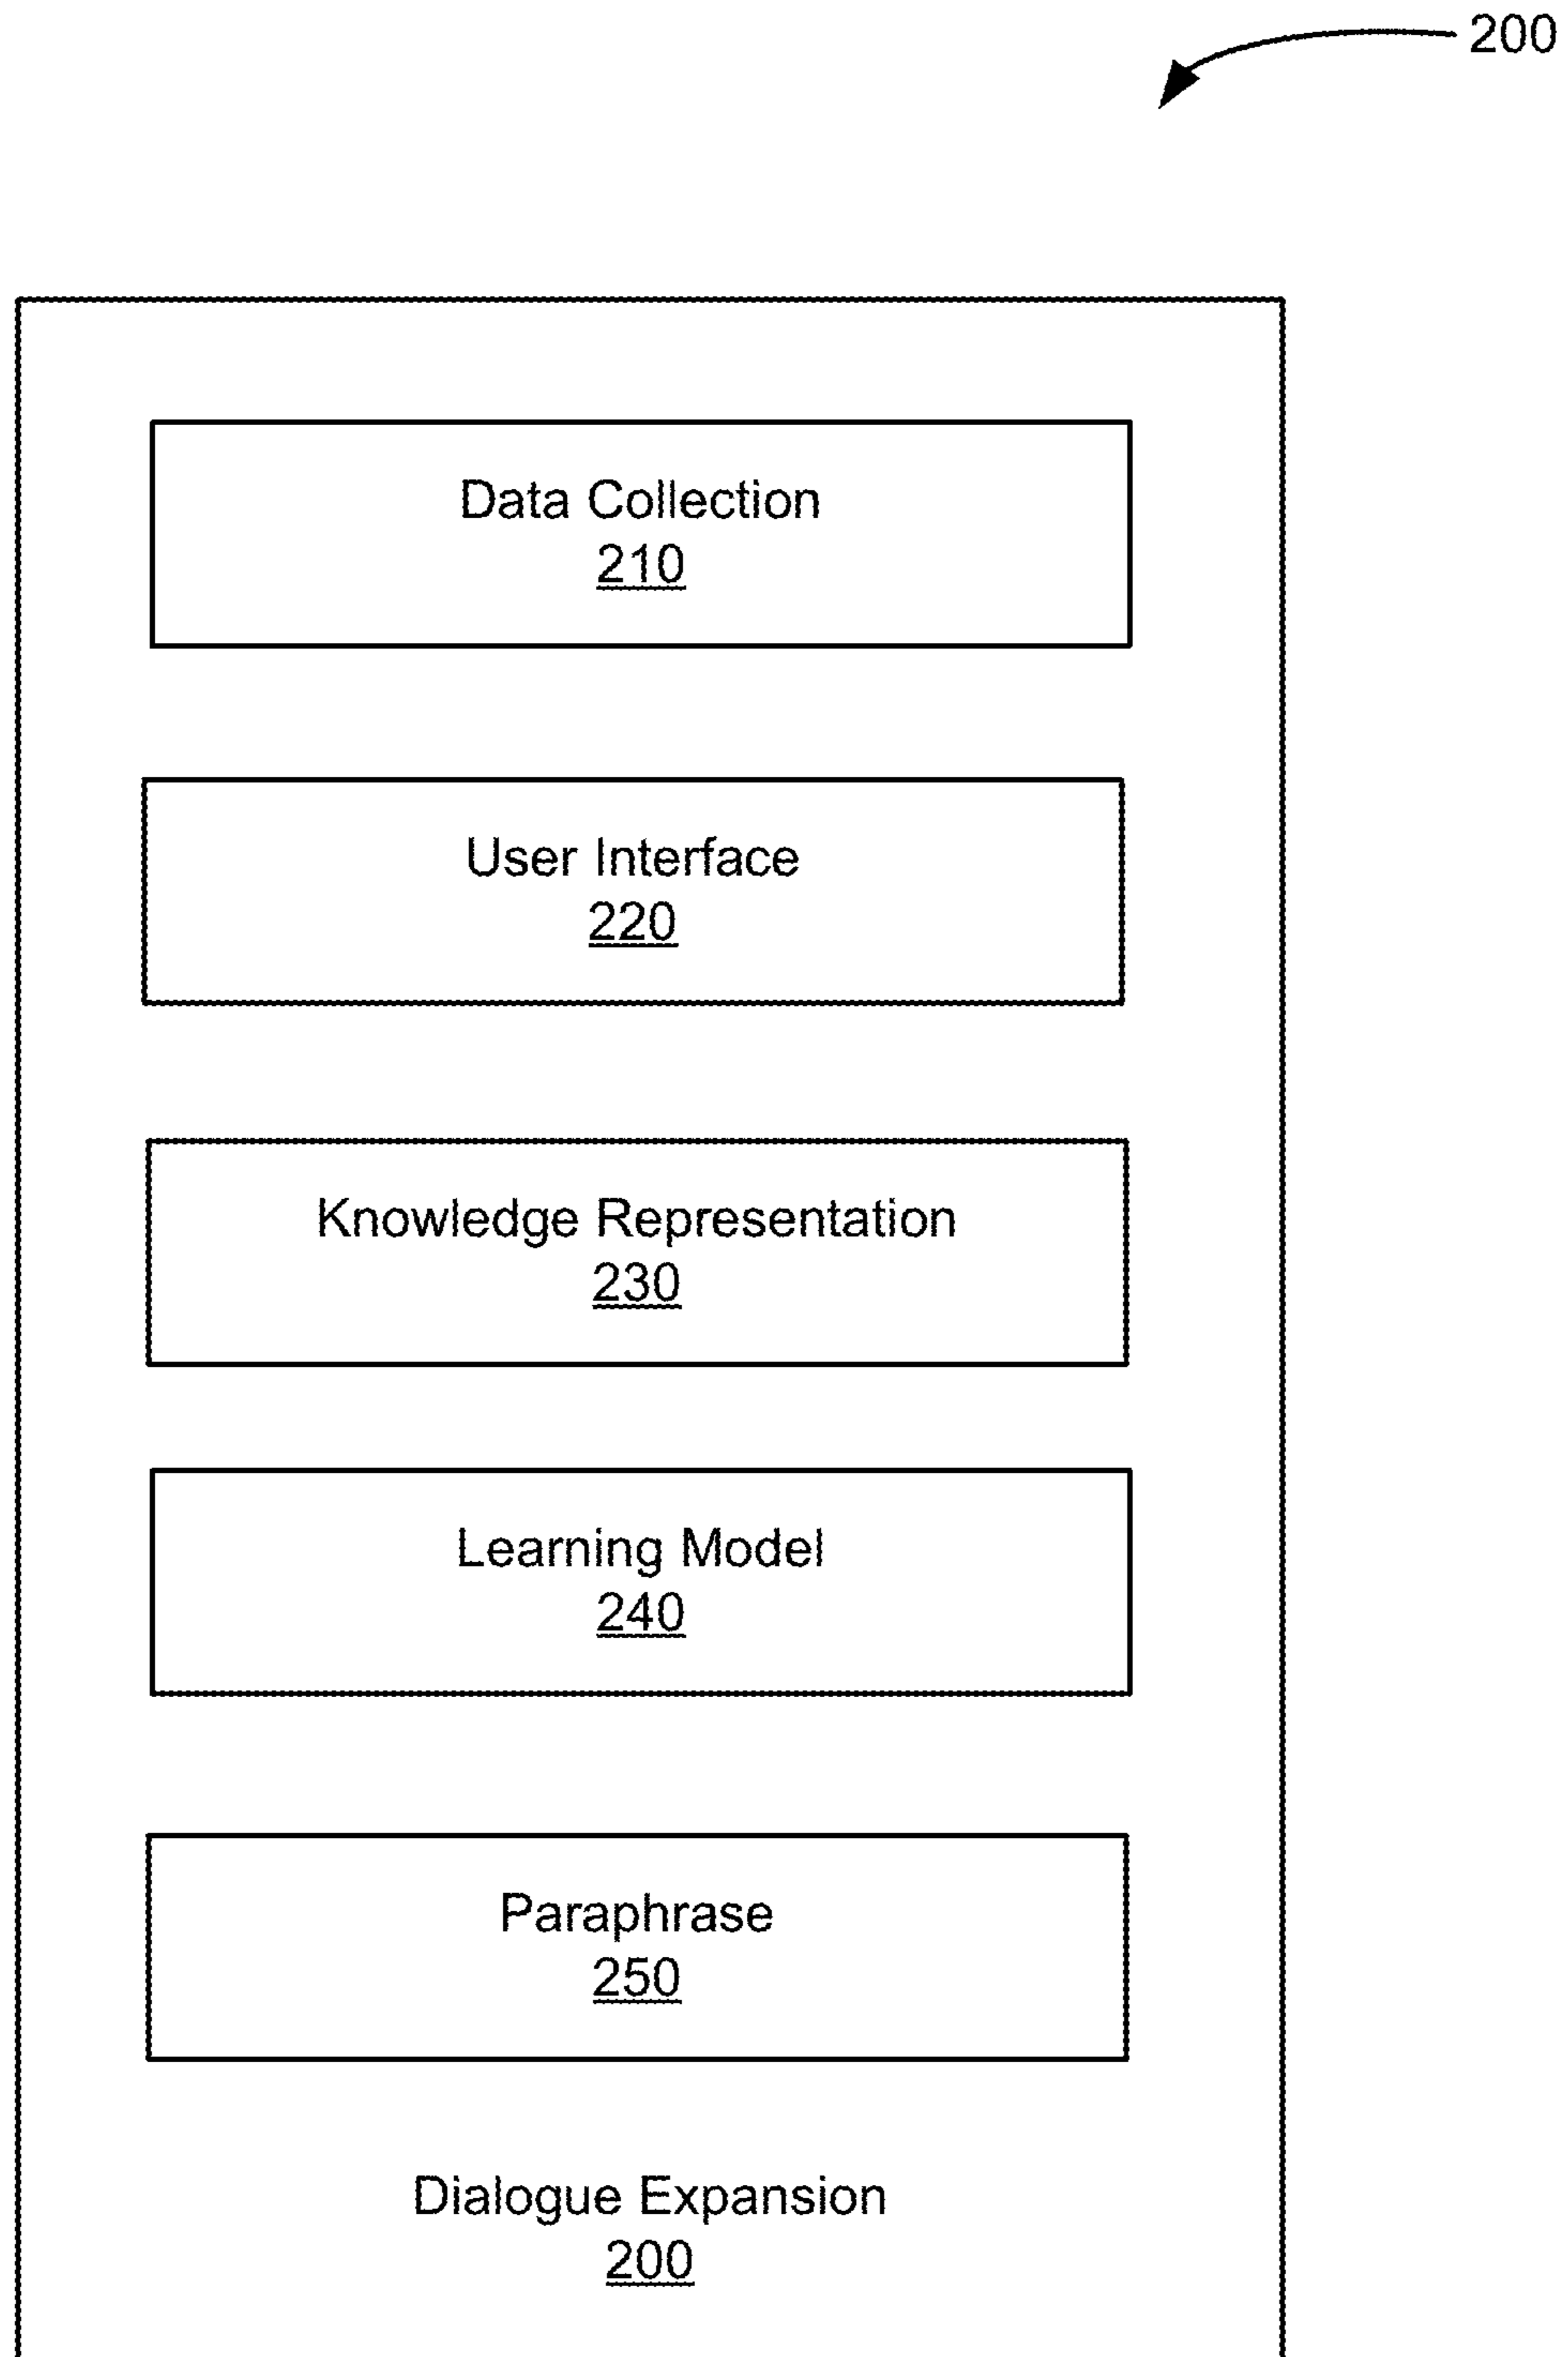 200
Data Collection
210
User Interface
220
Knowledge Representation
230
Learning Model
240
Paraphrase
250
Dialogue Expansion
200